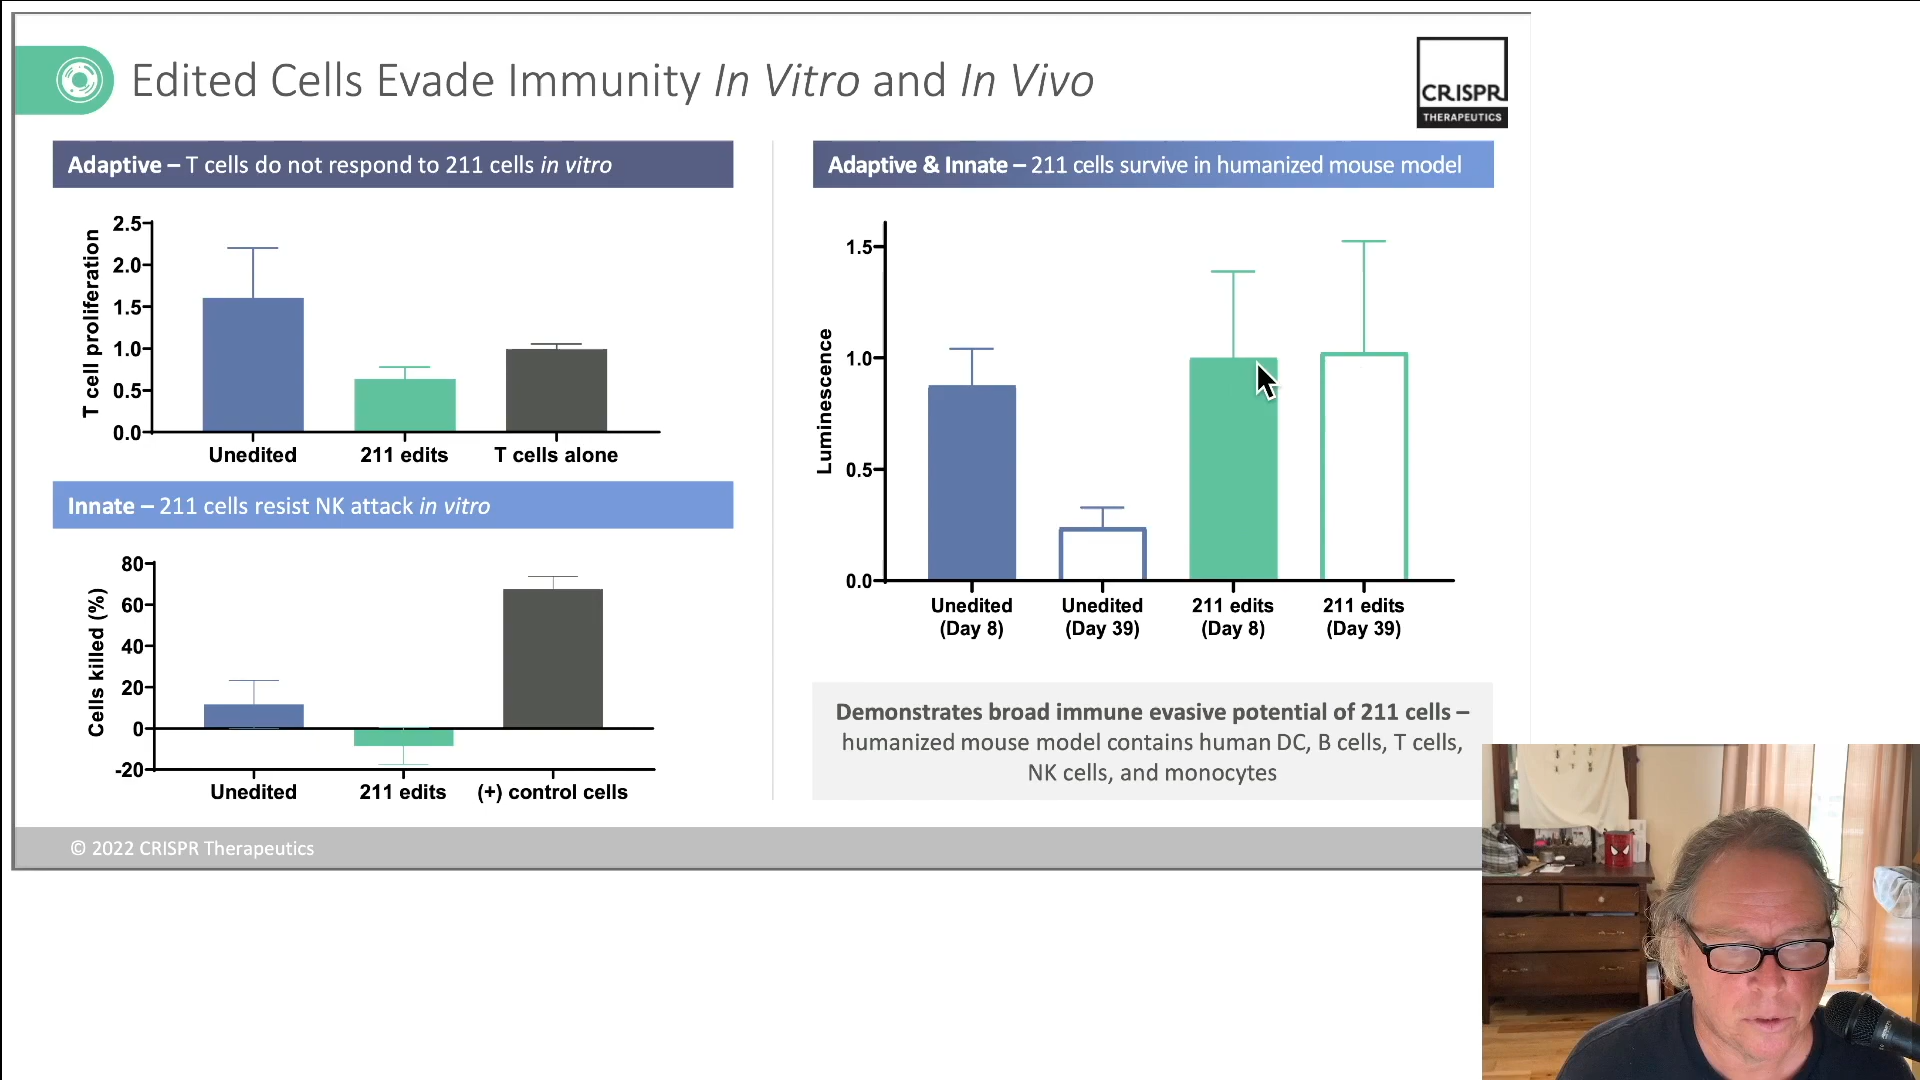 Edited Cells Evade Immunity In Vitro and In Vivo
CRISPR
THERAPEUTICS
Adaptive – T cells do not respond to 211 cells in vitro
T cell proliferation
2.5
2.0
1.5
1.0
0.5
0.0
Unedited
211 edits
T cells alone
Innate – 211 cells resist NK attack in vitro
Cells killed (%)
80
60
40
20
0
-20
Unedited
211 edits
(+) control cells
Adaptive & Innate – 211 cells survive in humanized mouse model
Luminescence
1.5
1.0
0.5
0.0
Unedited
(Day 8)
Unedited
(Day 39)
211 edits
(Day 8)
211 edits
(Day 39)
Demonstrates broad immune evasive potential of 211 cells –
humanized mouse model contains human DC, B cells, T cells,
NK cells, and monocytes
© 2022 CRISPR Therapeutics